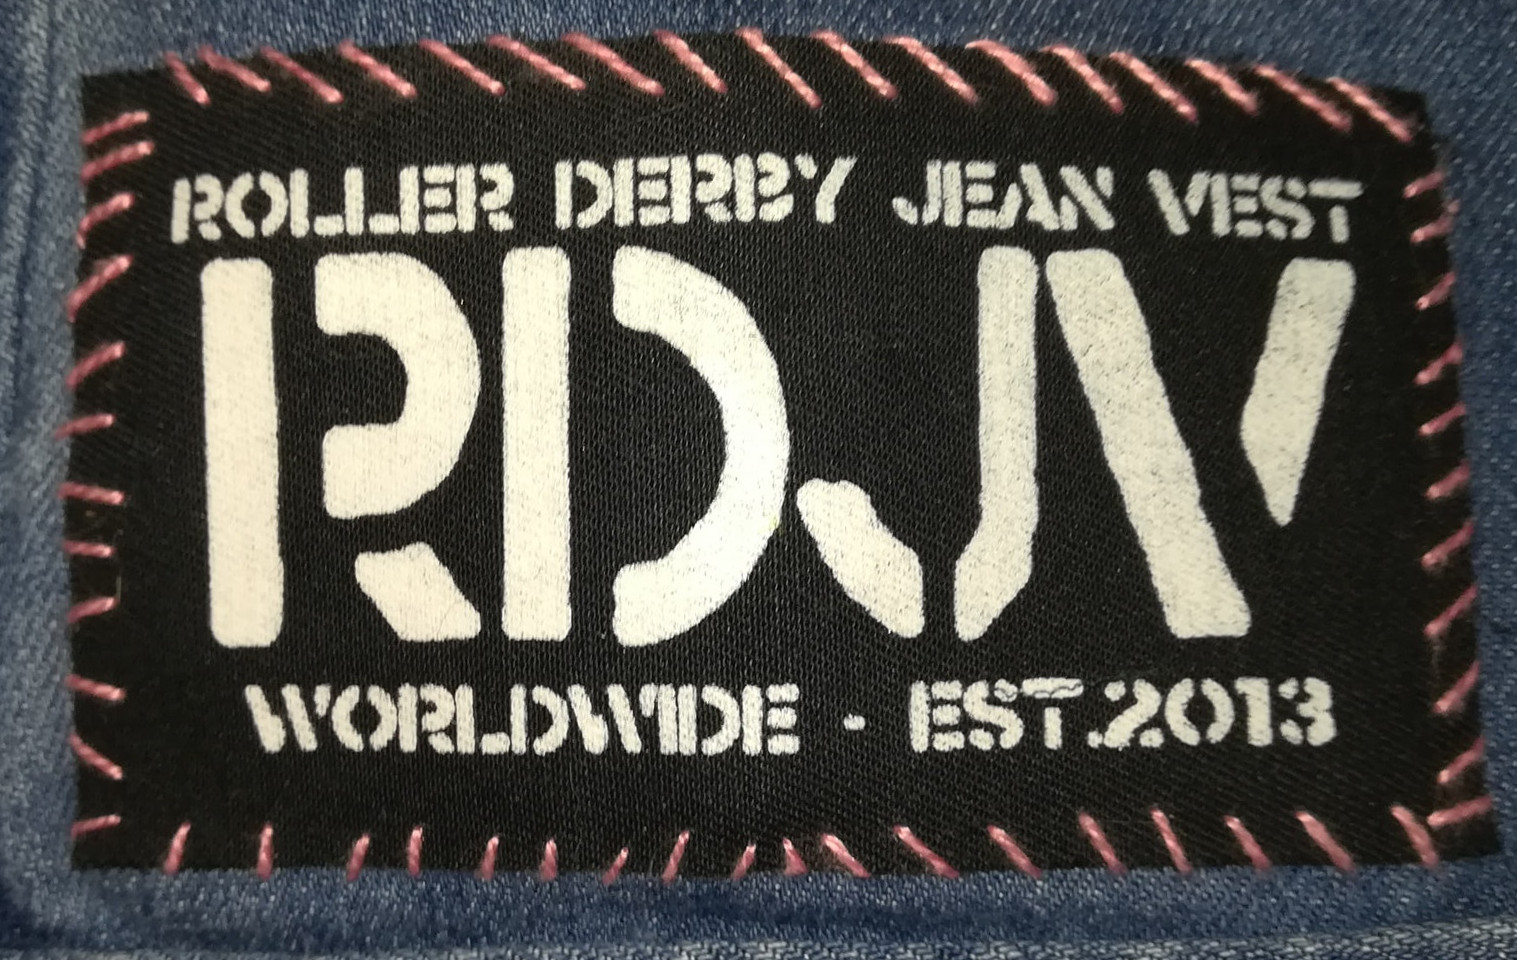 ROLLER DERBY JEAN VEST
RDJV
WORLDWIDE - EST.2013